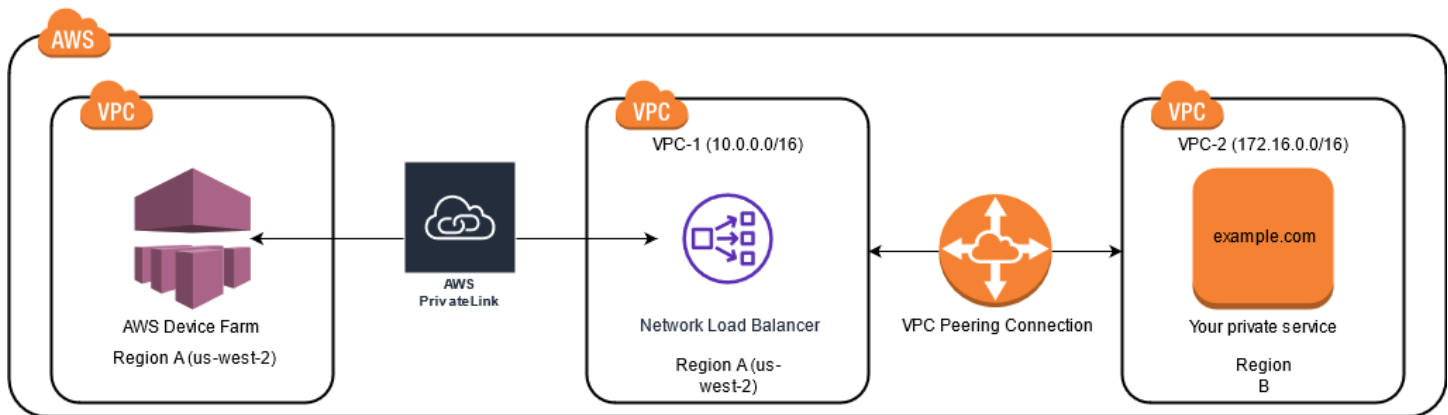 AWS
VPC
AWS Device Farm
Region A (us-west-2)
AWS
PrivateLink
VPC
VPC-1 (10.0.0.0/16)
Network Load Balancer
Region A (us-
west-2)
VPC Peering Connection
VPC
VPC-2 (172.16.0.0/16)
example.com
Your private service
Region
B